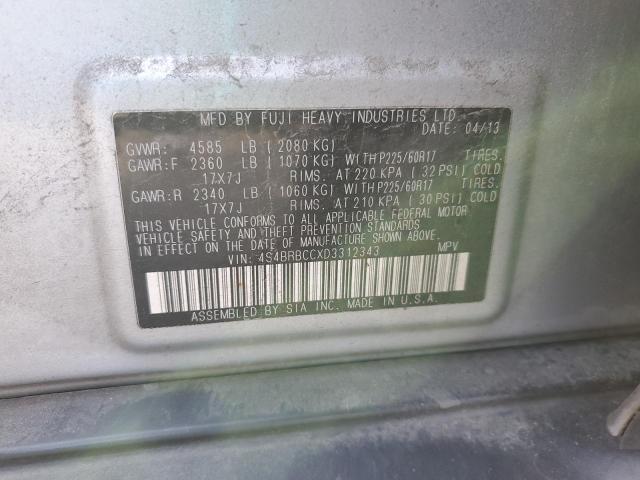 MFD BY FUJI HEAVY INDUSTRIES LTD.
DATE: 04/13
GVWR: 4585 LB (2080 KG)
GAWR:F 2360 LB (1070 KG) WITH P225/60R17 TIRES.
17X7J RIMS. AT 220 KPA (32 PSI) COLD
GAWR:R 2340 LB (1060 KG) WITH P225/60R17 TIRES.
17X7J RIMS. AT 210 KPA (30 PSI) COLD
THIS VEHICLE CONFORMS TO ALL APPLICABLE FEDERAL MOTOR
VEHICLE SAFETY AND THEFT PREVENTION STANDARDS
IN EFFECT ON THE DATE OF MANUFACTURE SHOWN ABOVE.
VIN: 4S4BRBCCXD3312343 MPV
ASSEMBLED BY SIA INC. MADE IN U.S.A.